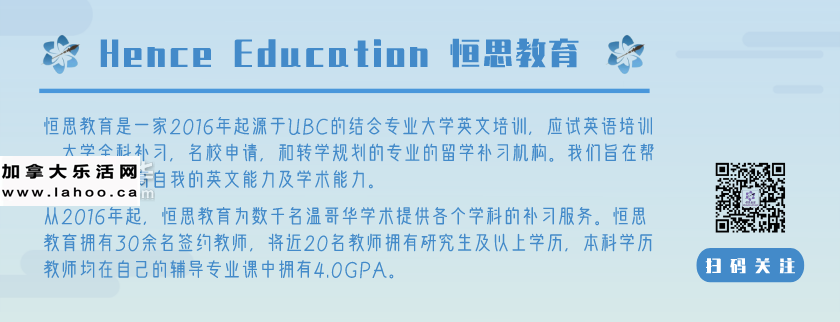 Hence Education 恒思教育
恒思教育是一家2016年起源于UBC的结合专业大学英文培训，应试英语培训
，大学全科补习，名校申请，和转学规划的专业的留学补习机构。我们旨在帮
自我的英文能力及学术能力。
加拿大乐活网
www.lahoo.ca
从2016年起，恒思教育为数千名温哥华学术提供各个学科的补习服务。恒思
教育拥有30余名签约教师，将近20名教师拥有研究生及以上学历，本科学历
教师均在自己的辅导专业课中拥有4.0GPA。
扫码关注